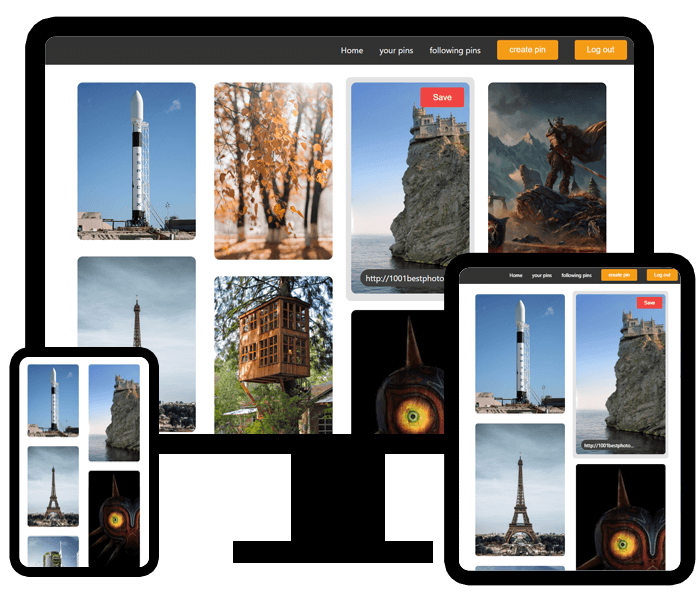 Home your pins following pins create pin Log out
Save
http://1001bestphoto
Home your pins following pins create pin Log out
Save
http://1001bestphoto...